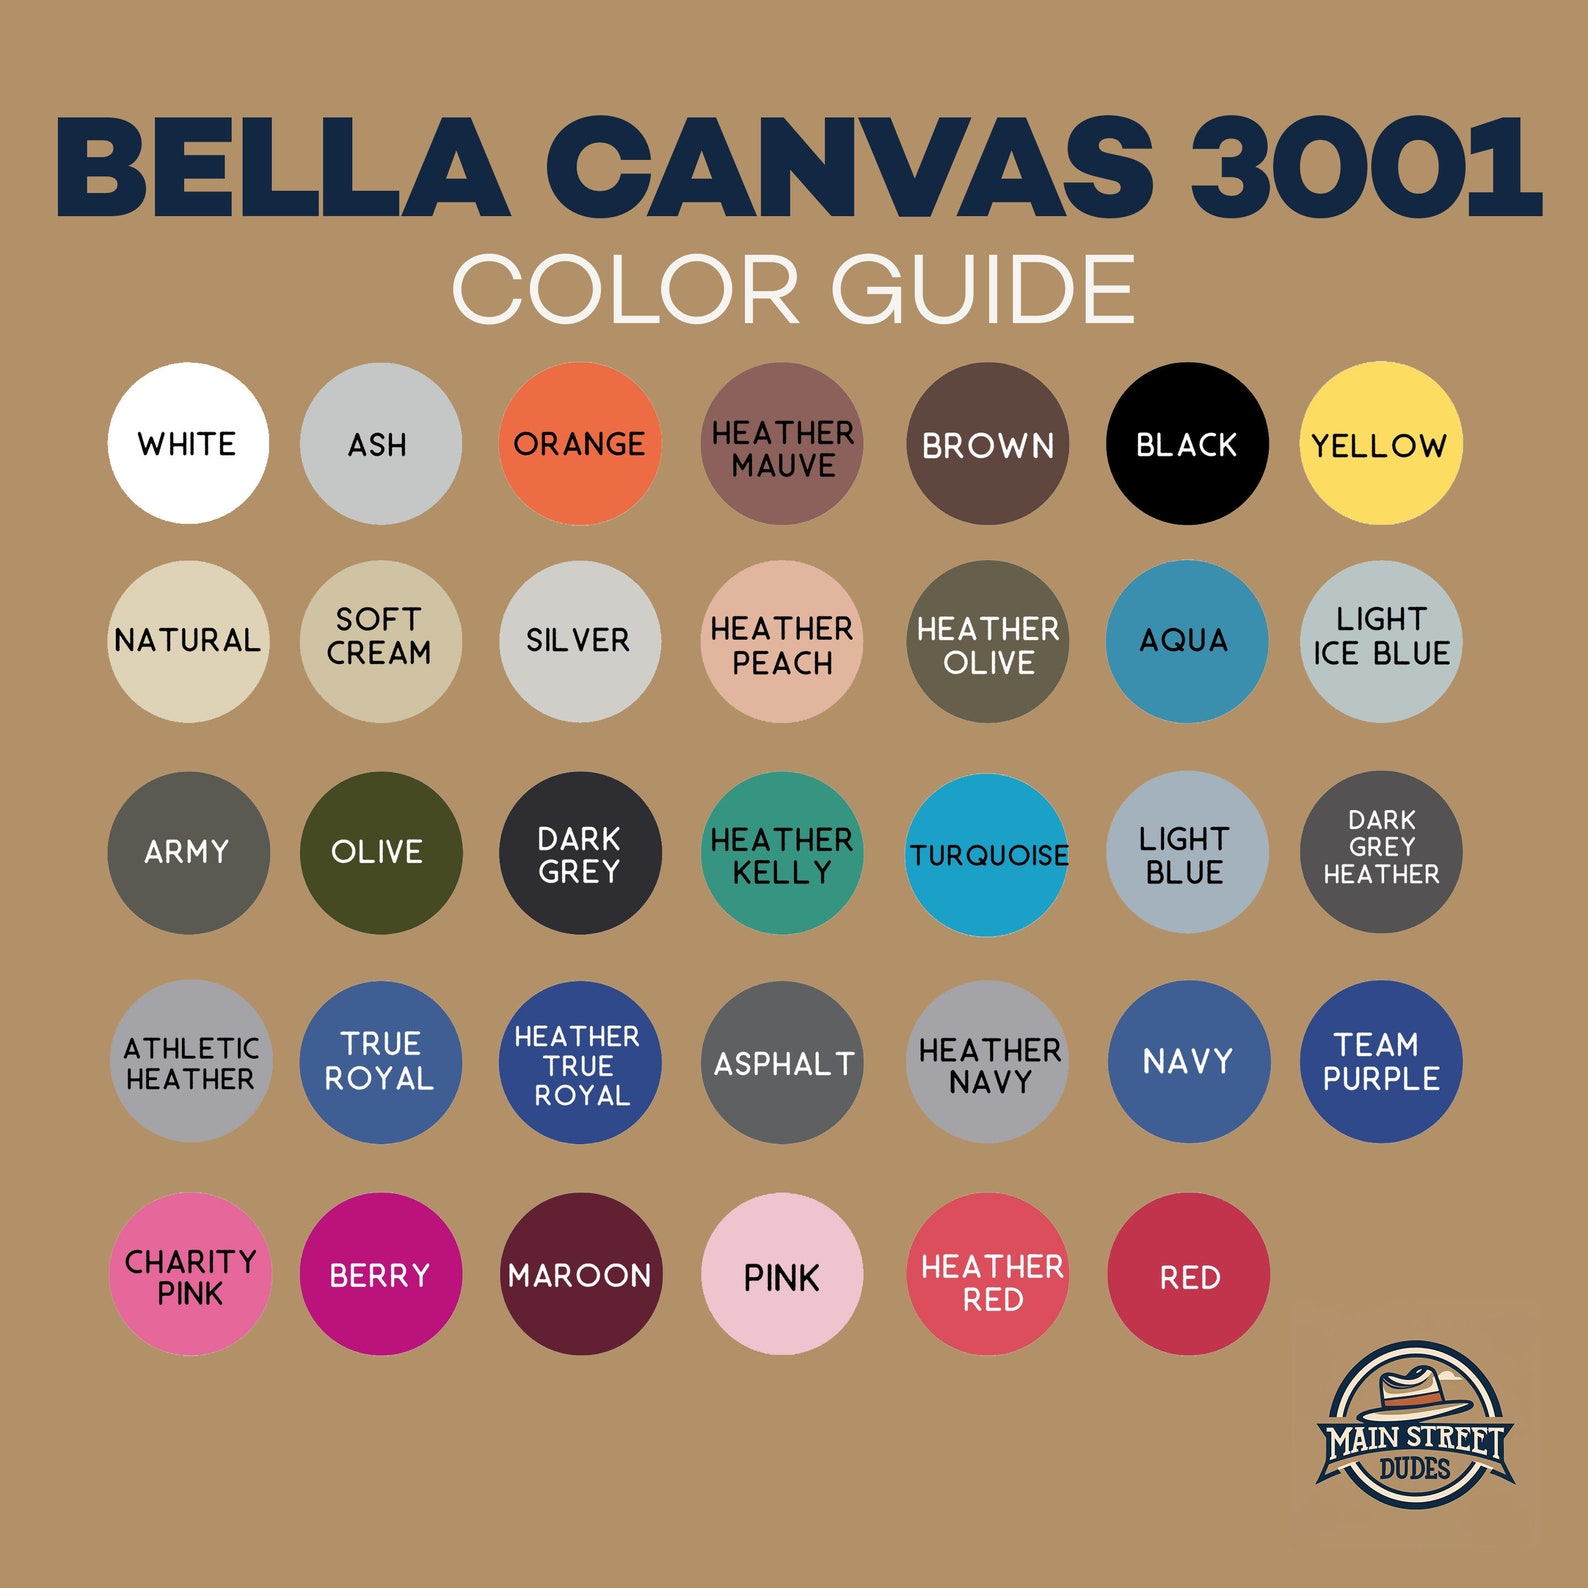 BELLA CANVAS 3001
COLOR GUIDE
WHITE
ASH
ORANGE
HEATHER
MAUVE
BROWN
BLACK
YELLOW
NATURAL
SOFT
CREAM
SILVER
HEATHER
PEACH
HEATHER
OLIVE
AQUA
LIGHT
ICE BLUE
ARMY
OLIVE
DARK
GREY
HEATHER
KELLY
TURQUOISE
LIGHT
BLUE
DARK
GREY
HEATHER
ATHLETIC
HEATHER
TRUE
ROYAL
HEATHER
TRUE
ROYAL
ASPHALT
HEATHER
NAVY
NAVY
TEAM
PURPLE
CHARITY
PINK
BERRY
MAROON
PINK
HEATHER
RED
RED
MAIN STREET
DUDES